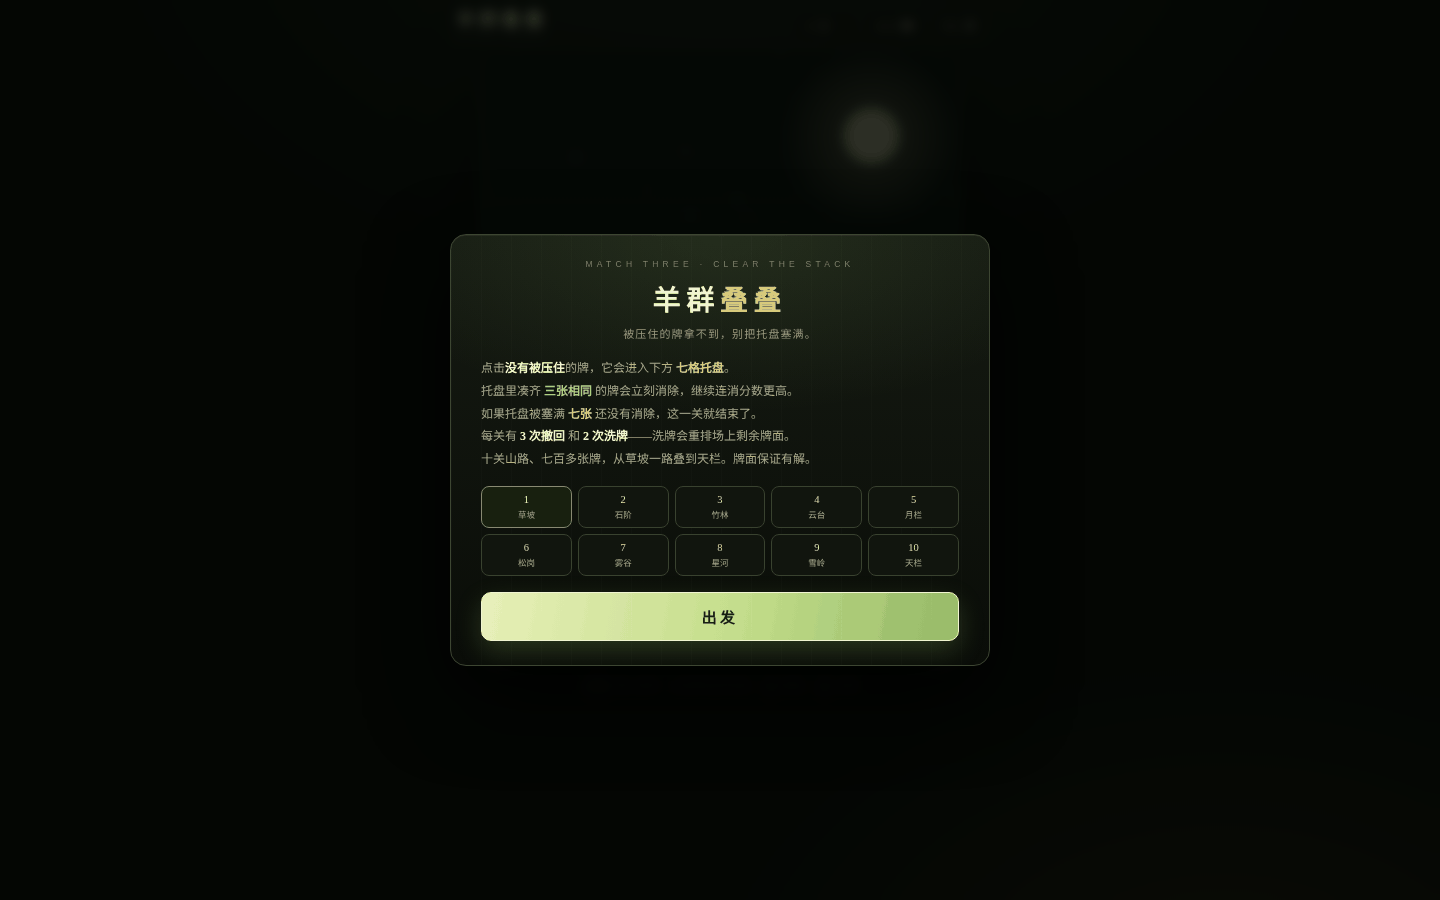 MATCH THREE · CLEAR THE STACK
羊群叠叠
被压住的牌拿不到，别把托盘塞满。
点击没有被压住的牌，它会进入下方 七格托盘。
托盘里凑齐 三张相同 的牌会立刻消除，继续连消分数更高。
如果托盘被塞满 七张 还没有消除，这一关就结束了。
每关有 3 次撤回 和 2 次洗牌——洗牌会重排场上剩余牌面。
十关山路、七百多张牌，从草坡一路叠到天栏。牌面保证有解。
1 2 3 4 5
草坡 石阶 竹林 云台 月栏
6 7 8 9 10
松岗 雾谷 星河 雪岭 天栏
出发